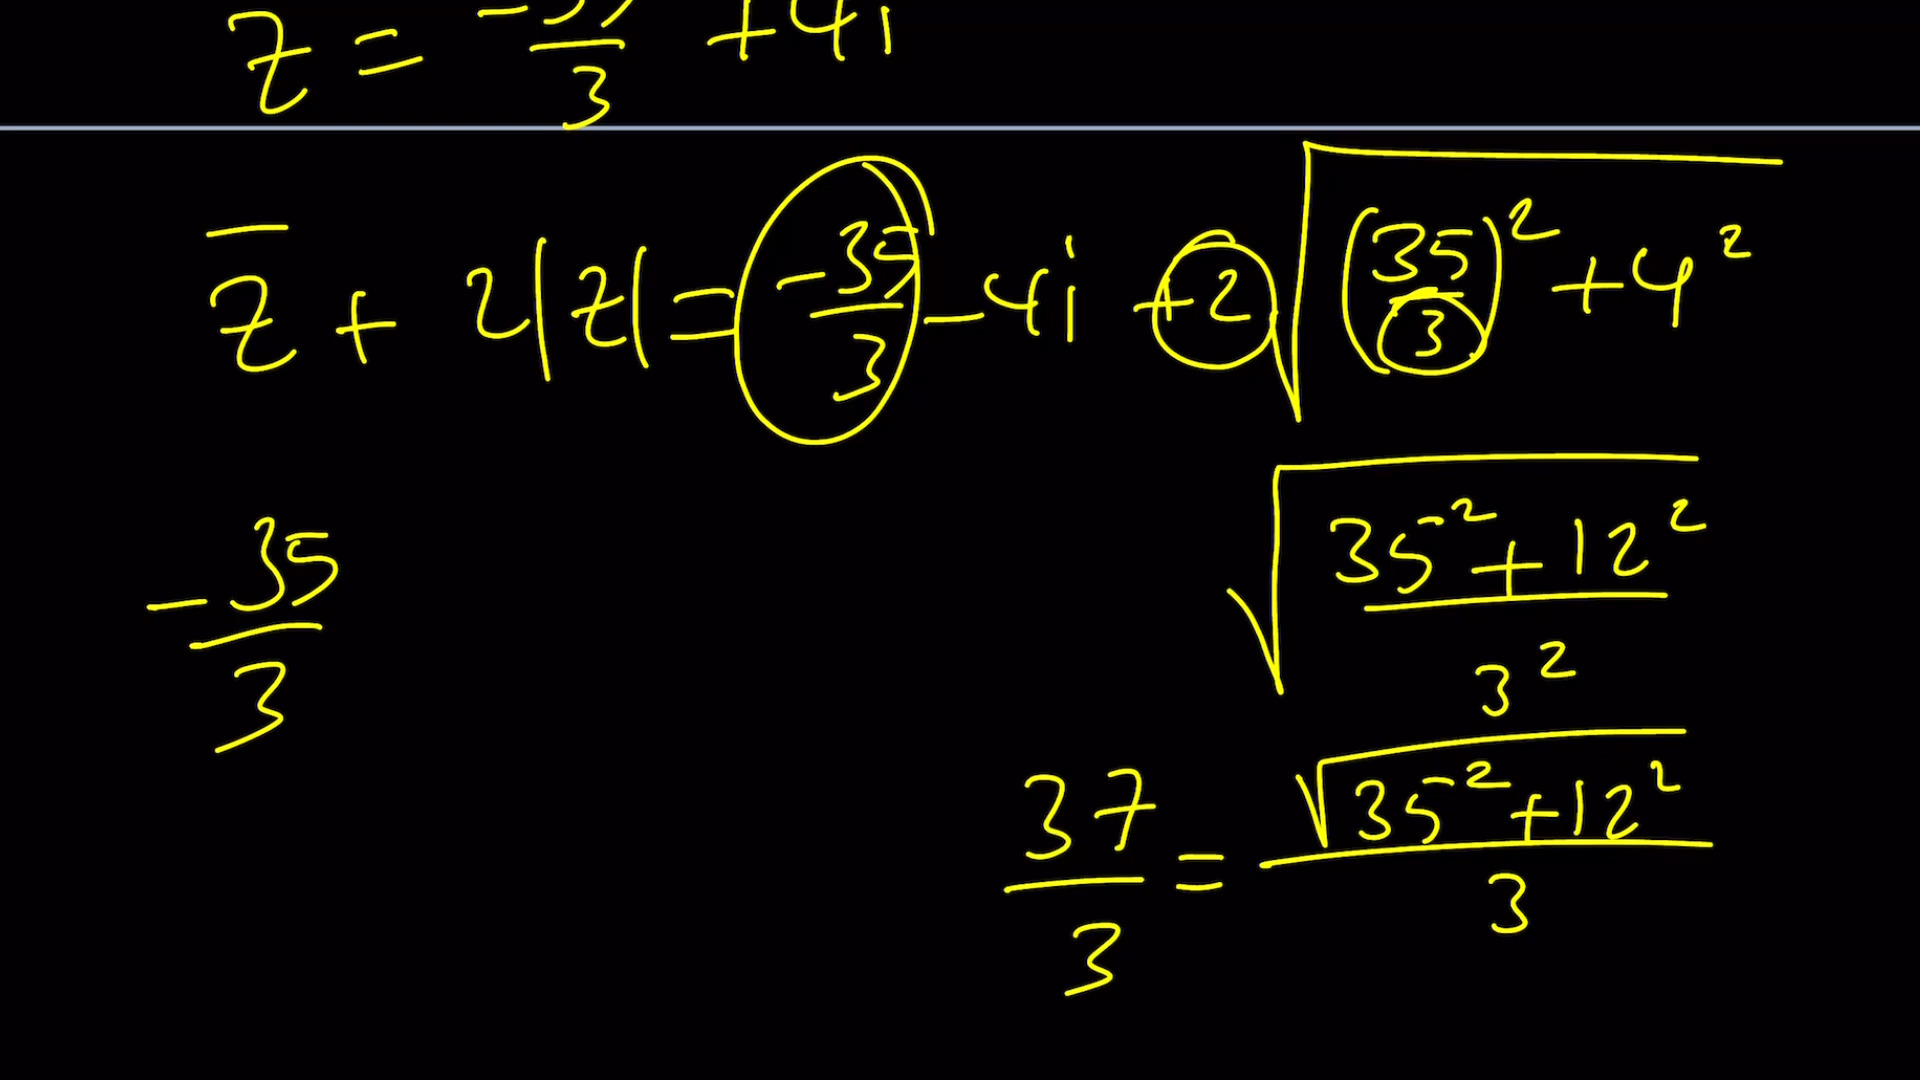 z = -35/3 + 4i
z̄ + 2|z| = -35/3 - 4i + 2√((35/3)² + 4²)
√((35² + 12²)/3²)
-35/3
37/3 = √(35² + 12²)/3